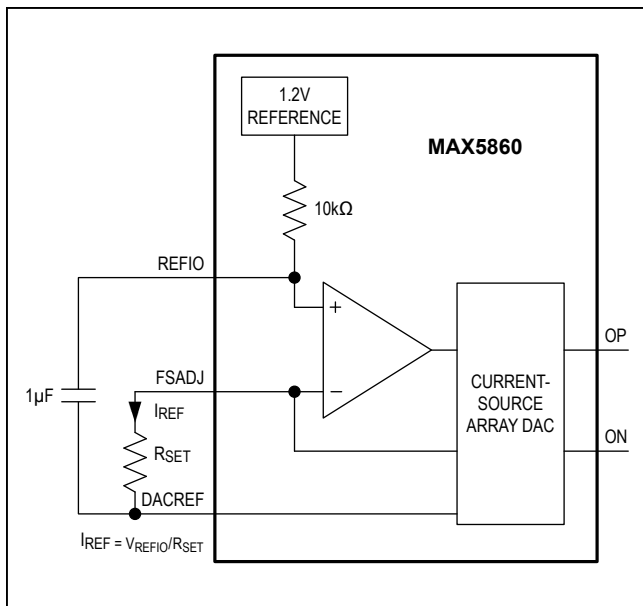 1.2V
REFERENCE
MAX5860
10kΩ
REFIO
+
OP
FSADJ
−
1µF
IREF
CURRENT-
SOURCE
ARRAY DAC
ON
RSET
DACREF
IREF = VREFIO/RSET